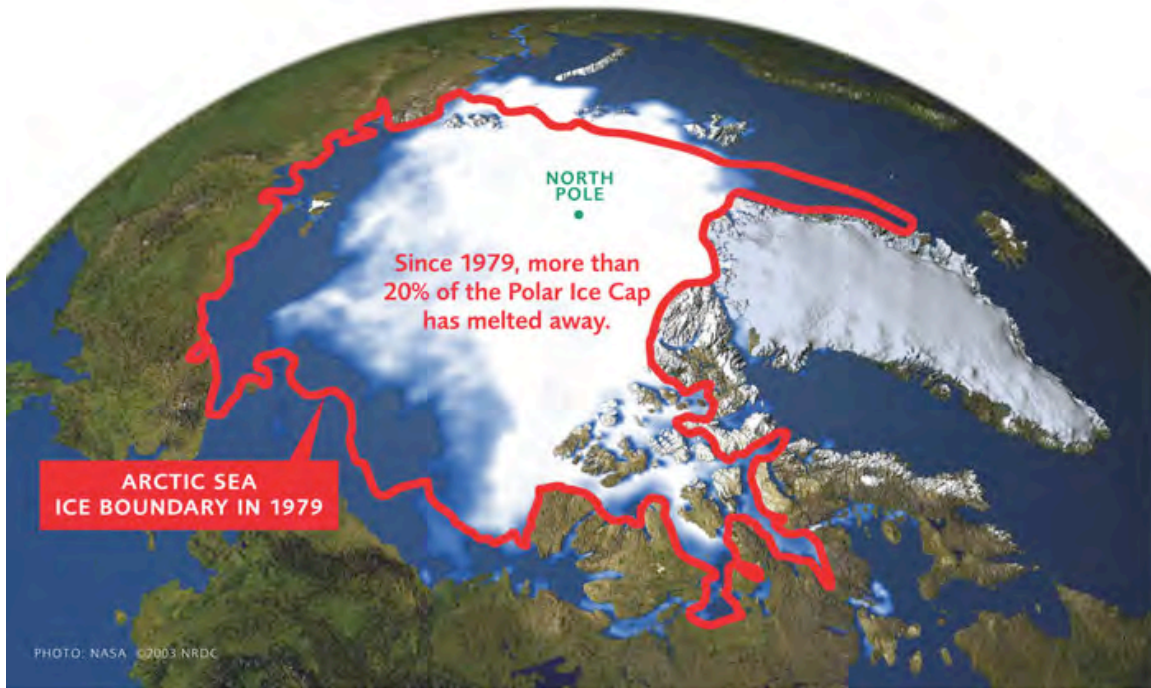 NORTH
POLE
Since 1979, more than
20% of the Polar Ice Cap
has melted away.
ARCTIC SEA
ICE BOUNDARY IN 1979
PHOTO: NASA ©2003 NRDC